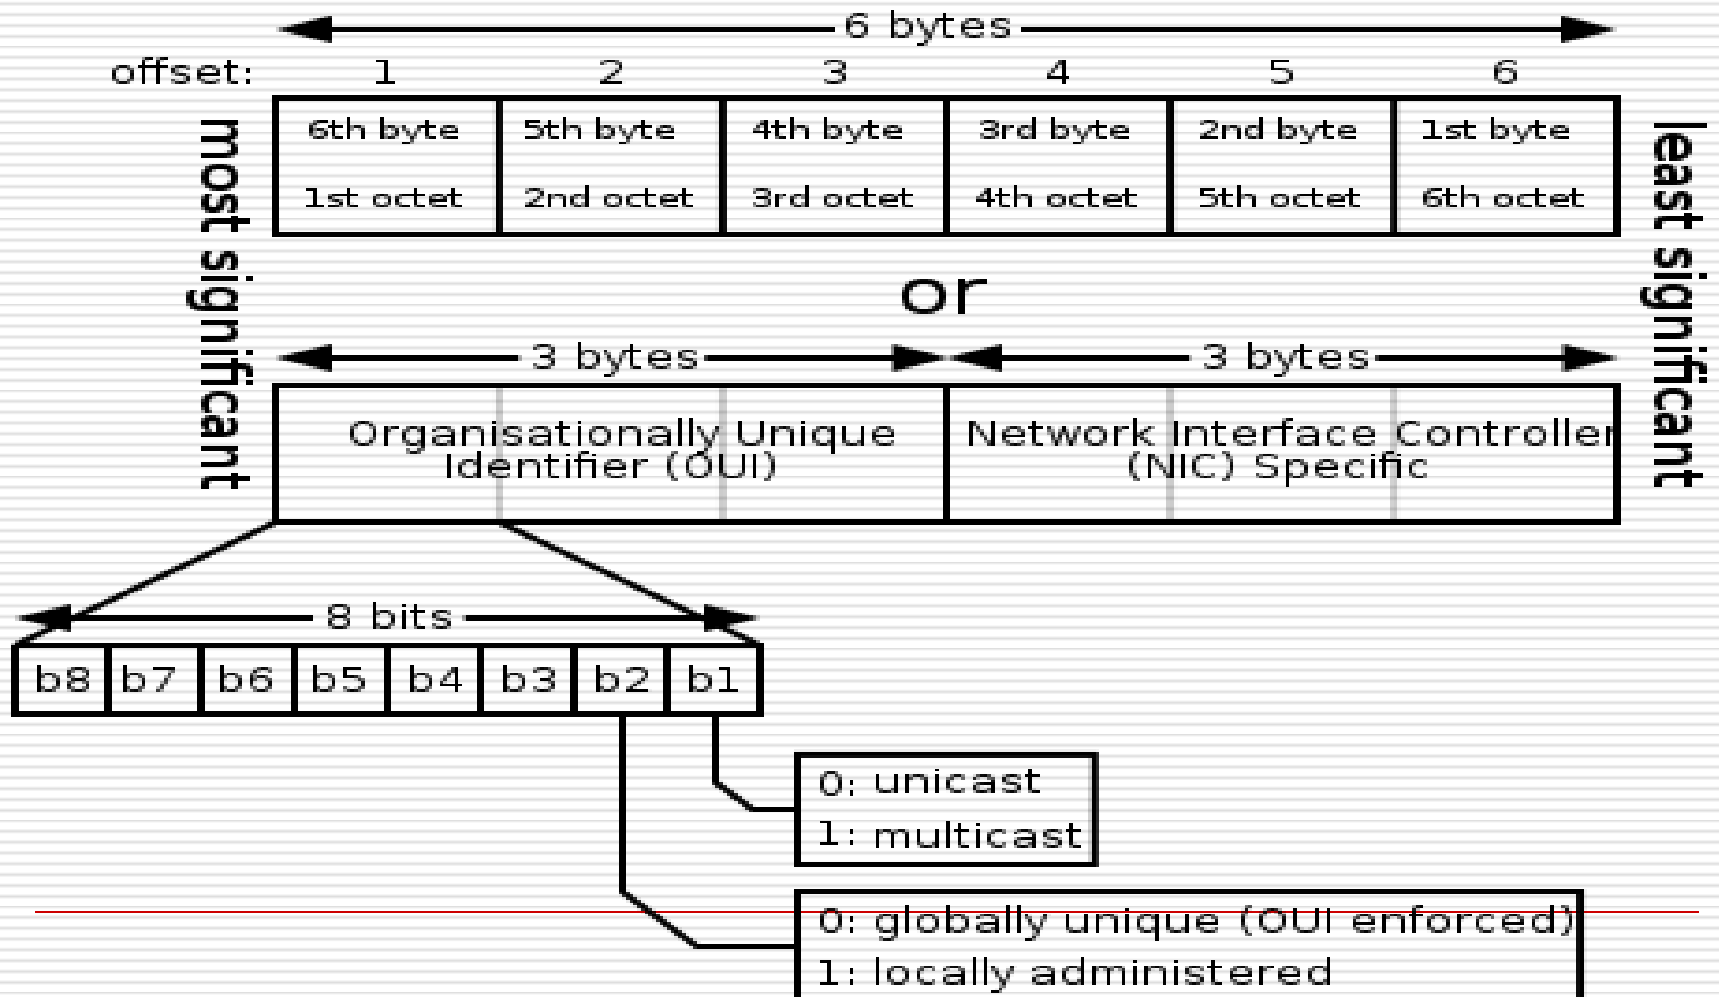 6 bytes
offset: 1 2 3 4 5 6
6th byte 5th byte 4th byte 3rd byte 2nd byte 1st byte
1st octet 2nd octet 3rd octet 4th octet 5th octet 6th octet
most significant
least significant
or
3 bytes 3 bytes
Organisationally Unique
Identifier (OUI)
Network Interface Controller
(NIC) Specific
8 bits
b8 b7 b6 b5 b4 b3 b2 b1
0: unicast
1: multicast
0: globally unique (OUI enforced)
1: locally administered